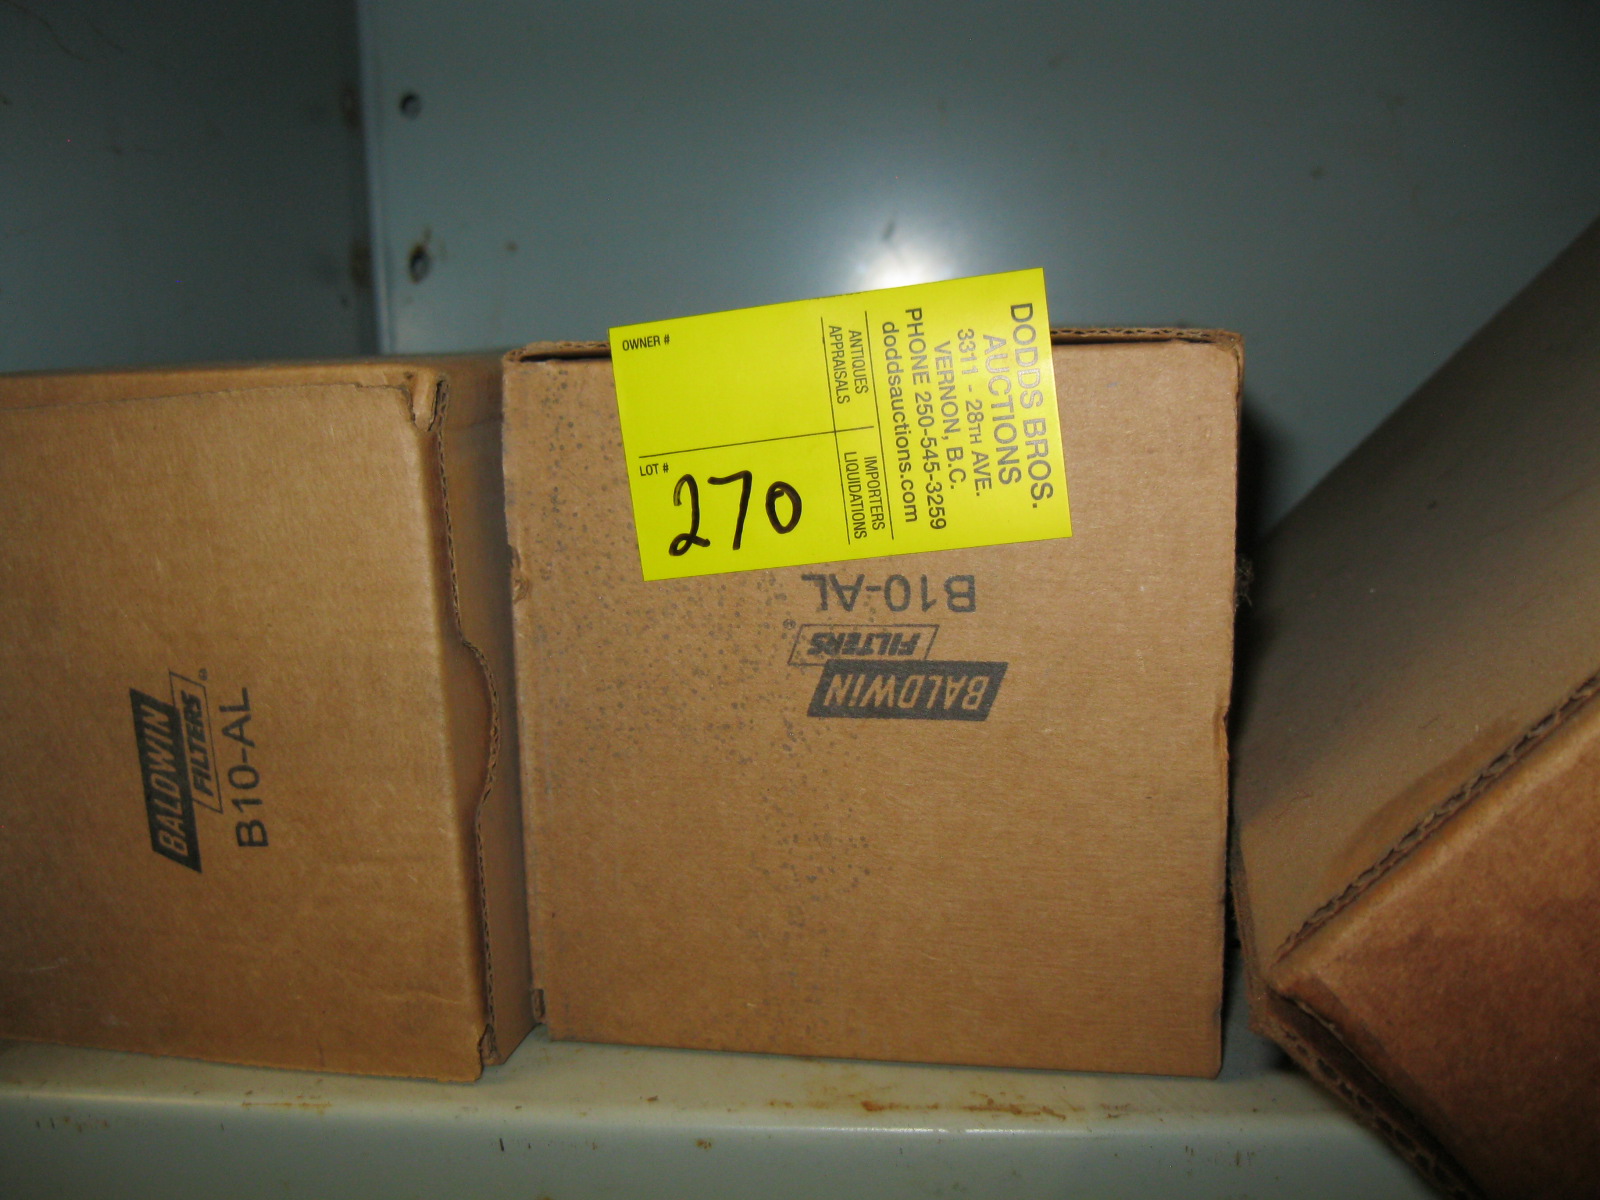 DODDS BROS.
AUCTIONS
3311 - 28TH AVE.
VERNON, B.C.
PHONE 250-545-3259
doddsauctions.com
ANTIQUES
APPRAISALS
IMPORTERS
LIQUIDATIONS
OWNER #
LOT #
270
B10-AL
BALDWIN
FILTERS®
BALDWIN
FILTERS®
B10-AL